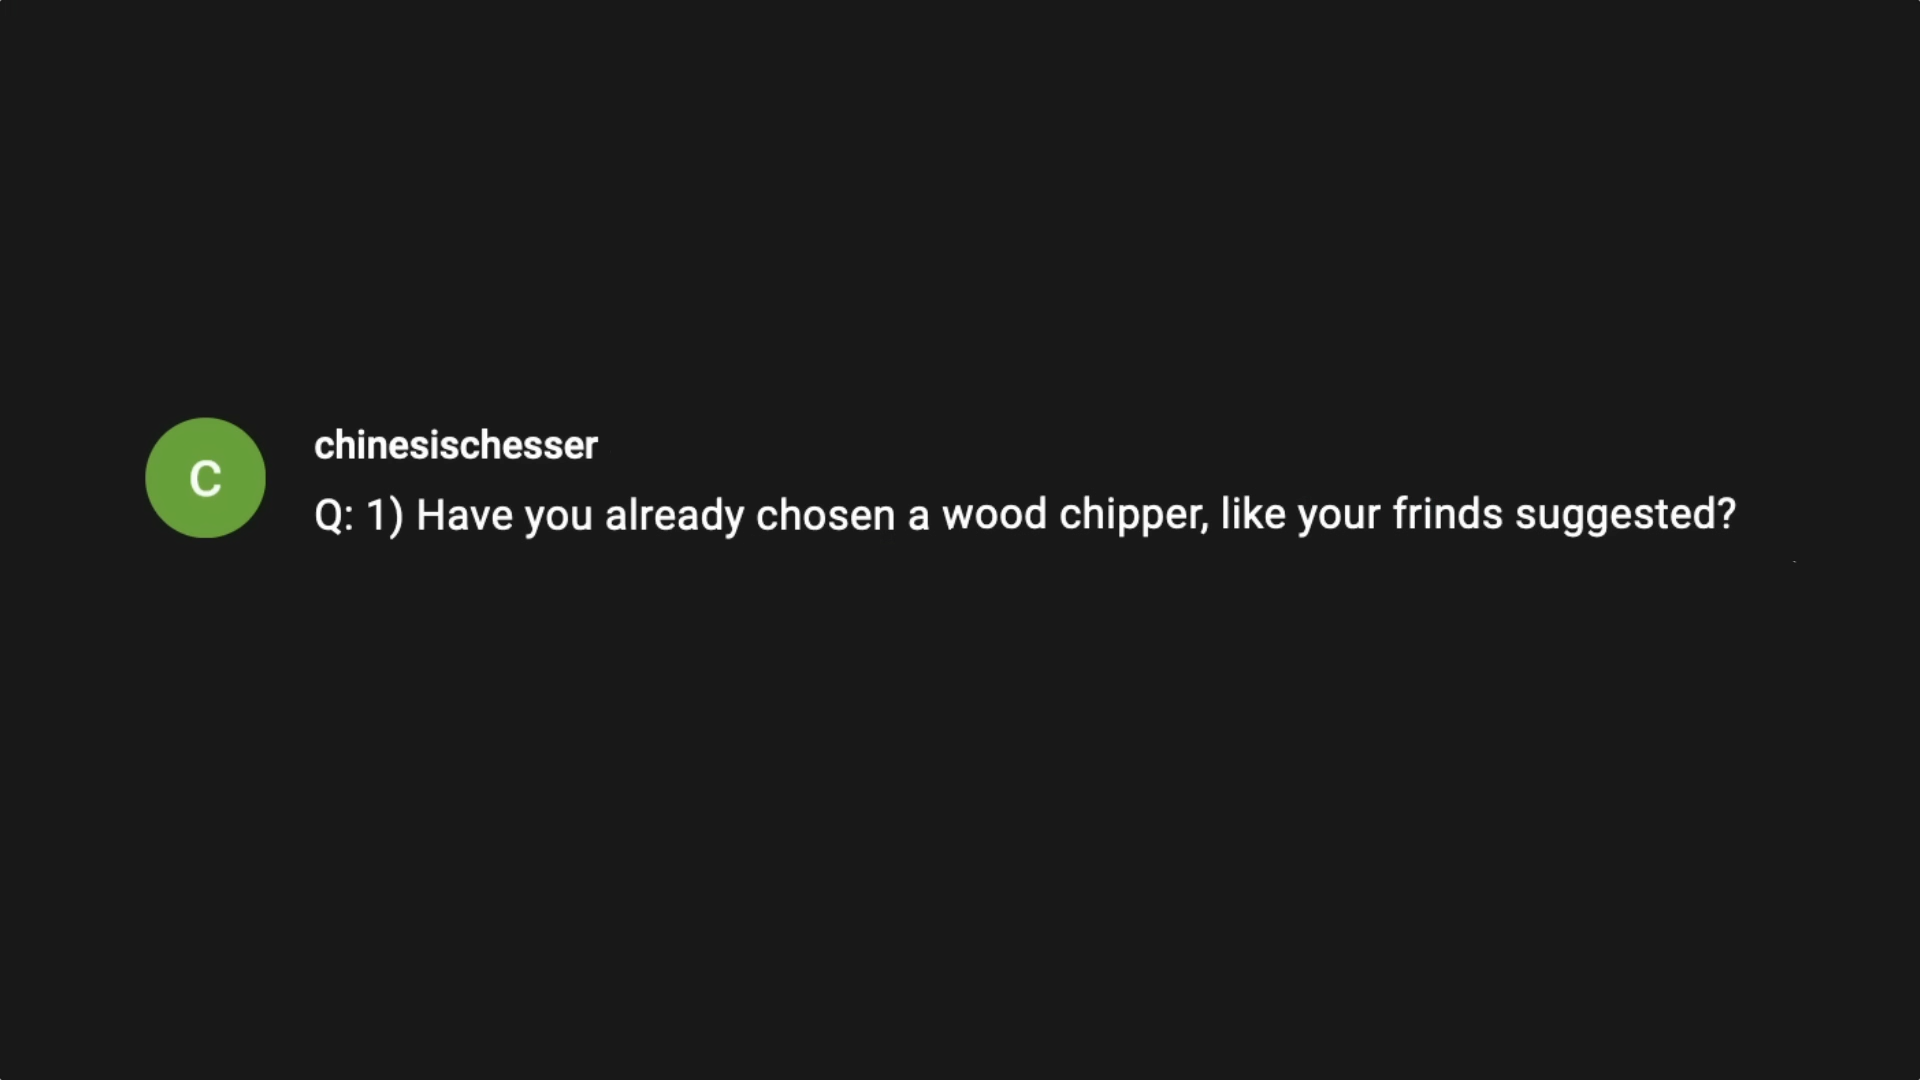 C
chinesischesser
Q: 1) Have you already chosen a wood chipper, like your frinds suggested?